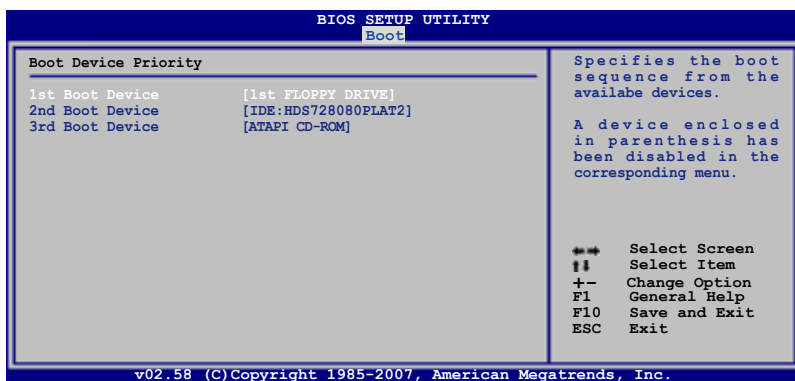 BIOS SETUP UTILITY
Boot
Boot Device Priority
1st Boot Device [1st FLOPPY DRIVE]
2nd Boot Device [IDE:HDS728080PLAT2]
3rd Boot Device [ATAPI CD-ROM]
Specifies the boot
sequence from the
availabe devices.
A device enclosed
in parenthesis has
been disabled in the
corresponding menu.
←→ Select Screen
↑↓ Select Item
+- Change Option
F1 General Help
F10 Save and Exit
ESC Exit
v02.58 (C)Copyright 1985-2007, American Megatrends, Inc.